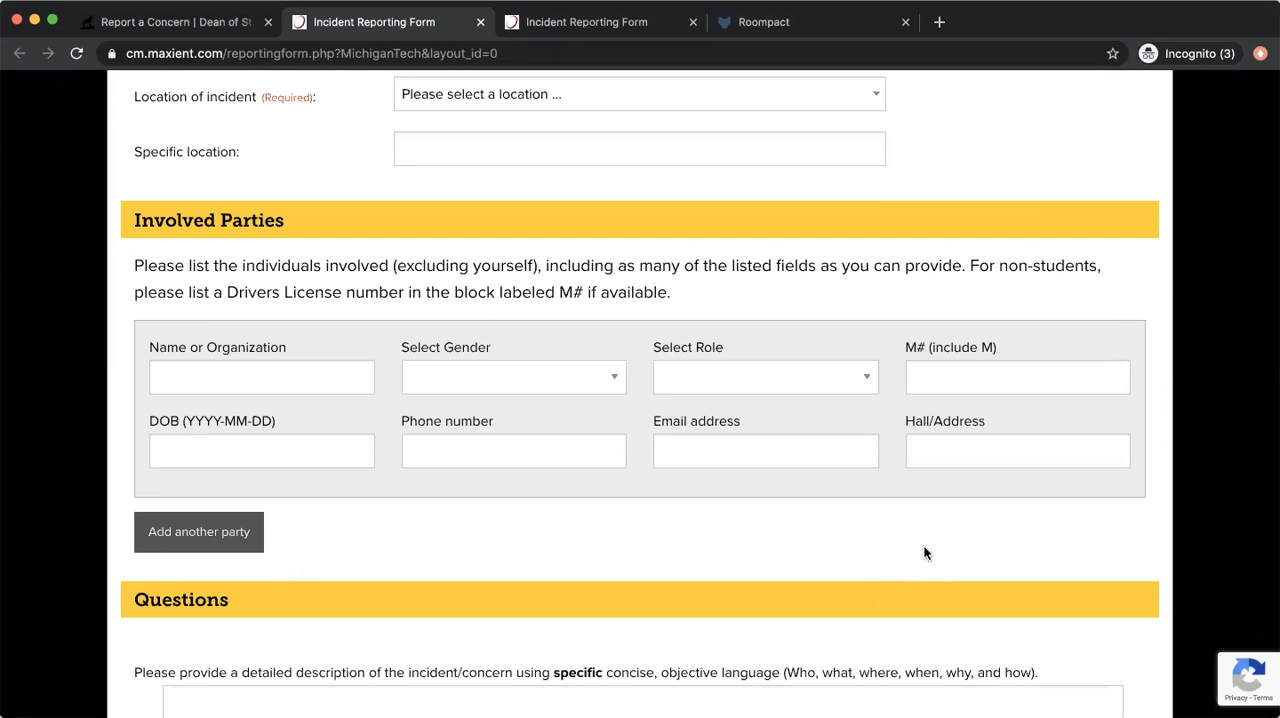 Report a Concern | Dean of St
Incident Reporting Form
Incident Reporting Form
Roompact
cm.maxient.com/reportingform.php?MichiganTech&layout_id=0
Incognito (3)
Location of incident (Required):
Please select a location ...
Specific location:
Involved Parties
Please list the individuals involved (excluding yourself), including as many of the listed fields as you can provide. For non-students,
please list a Drivers License number in the block labeled M# if available.
Name or Organization
Select Gender
Select Role
M# (include M)
DOB (YYYY-MM-DD)
Phone number
Email address
Hall/Address
Add another party
Questions
Please provide a detailed description of the incident/concern using specific concise, objective language (Who, what, where, when, why, and how).
Privacy - Terms